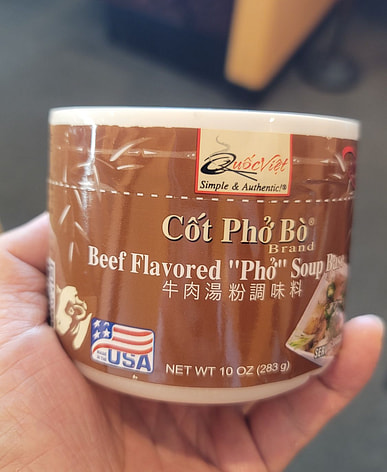 QuốcViệt
Simple & Authentic!®
Cốt Phở Bò®
Brand
Beef Flavored "Phở" Soup Base
牛肉湯粉調味料
USA
NET WT 10 OZ (283 g)